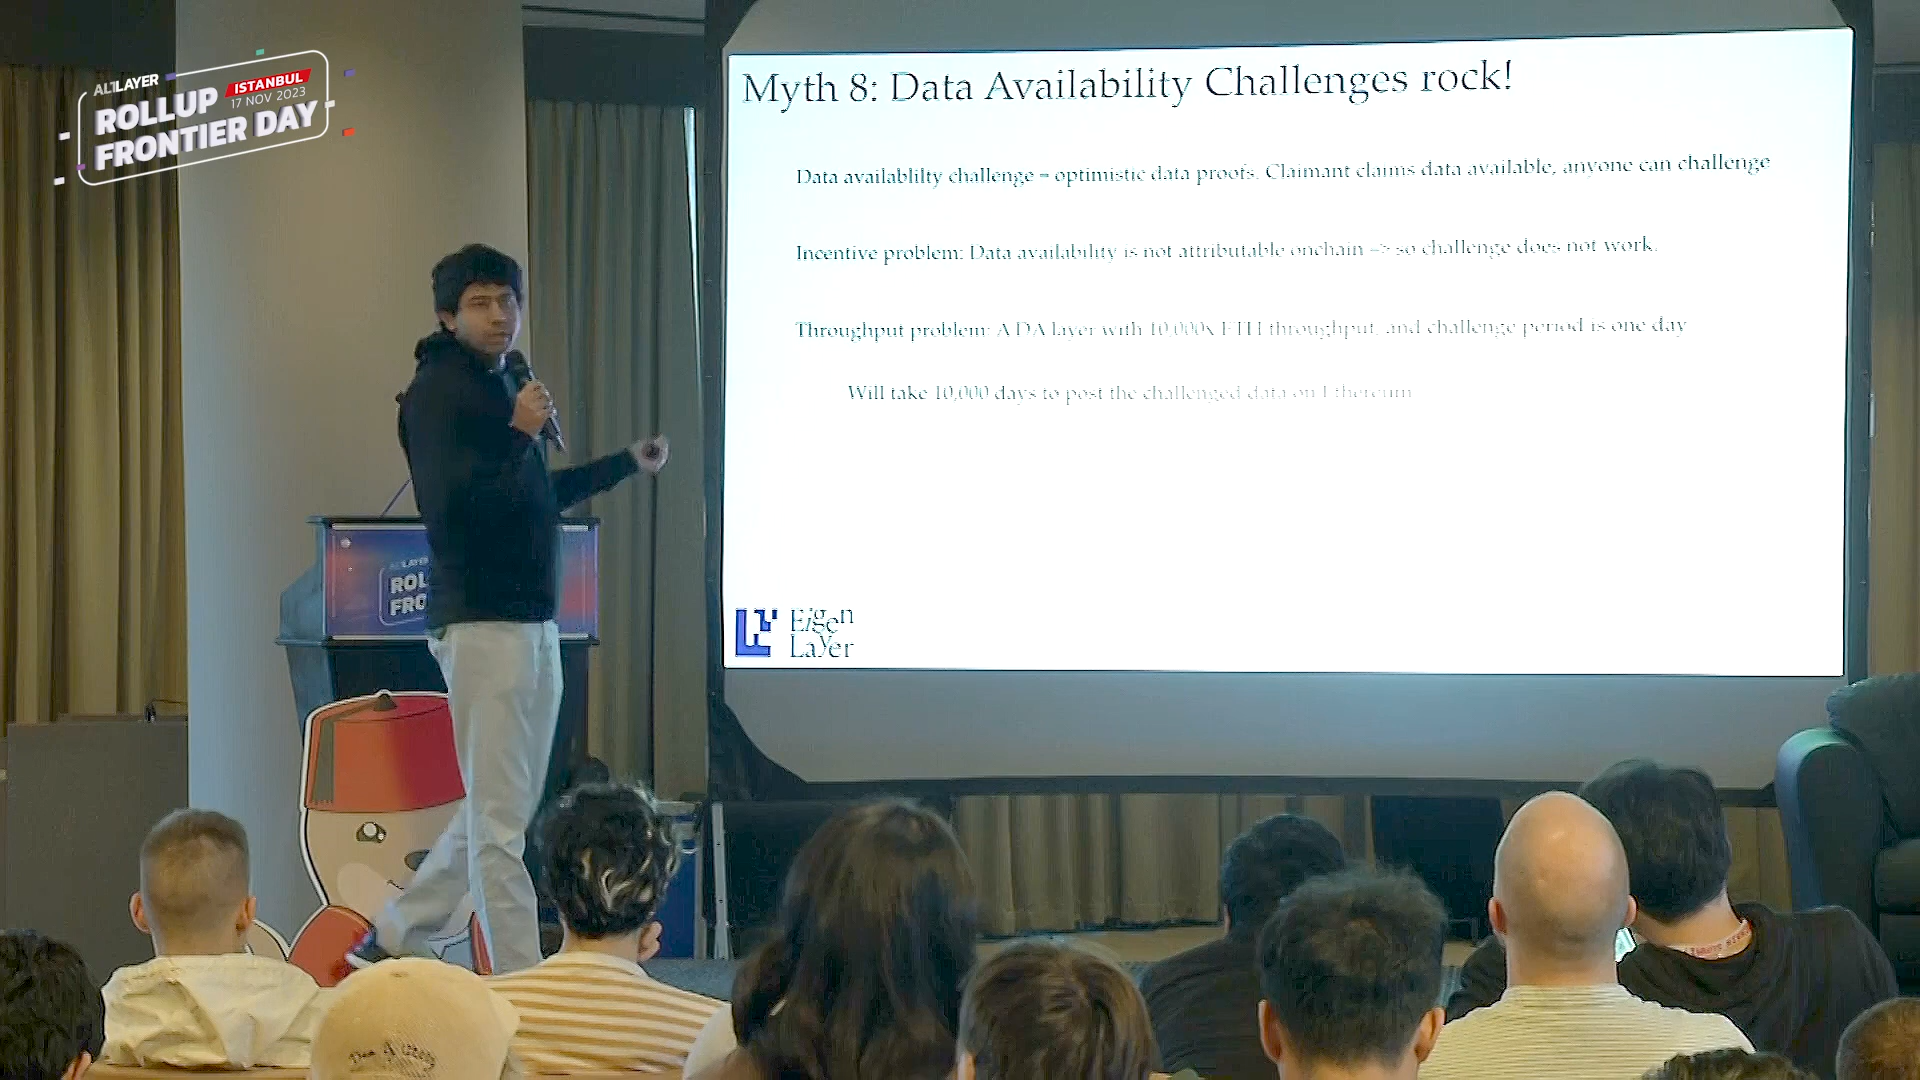 ALTLAYER
ISTANBUL
17 NOV 2023
ROLLUP
FRONTIER DAY
Myth 8: Data Availability Challenges rock!
Data availablilty challenge = optimistic data proofs. Claimant claims data available, anyone can challenge
Incentive problem: Data availability is not attributable onchain => so challenge does not work.
Throughput problem: A DA layer with 10,000x ETH throughput, and challenge period is one day
Will take 10,000 days to post the challenged data on Ethereum
Eigen
Layer
ROL
FRO